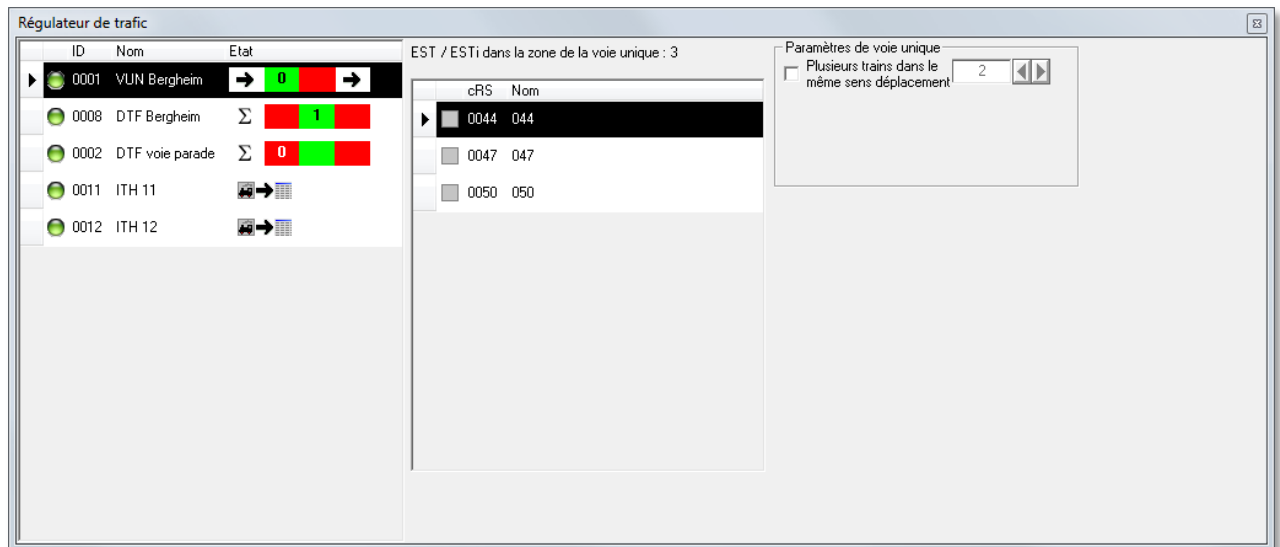 Régulateur de trafic
ID Nom Etat
0001 VUN Bergheim 0
0008 DTF Bergheim Σ 1
0002 DTF voie parade Σ 0
0011 ITH 11
0012 ITH 12
EST / ESTi dans la zone de la voie unique : 3
cRS Nom
0044 044
0047 047
0050 050
Paramètres de voie unique
Plusieurs trains dans le
même sens déplacement
2